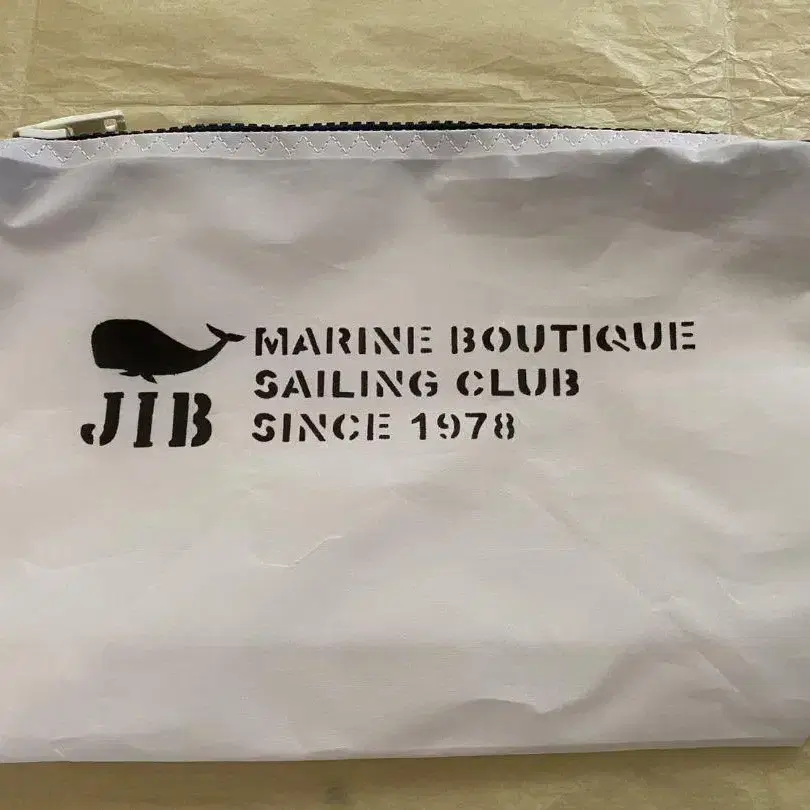 JIB
MARINE BOUTIQUE
SAILING CLUB
SINCE 1978